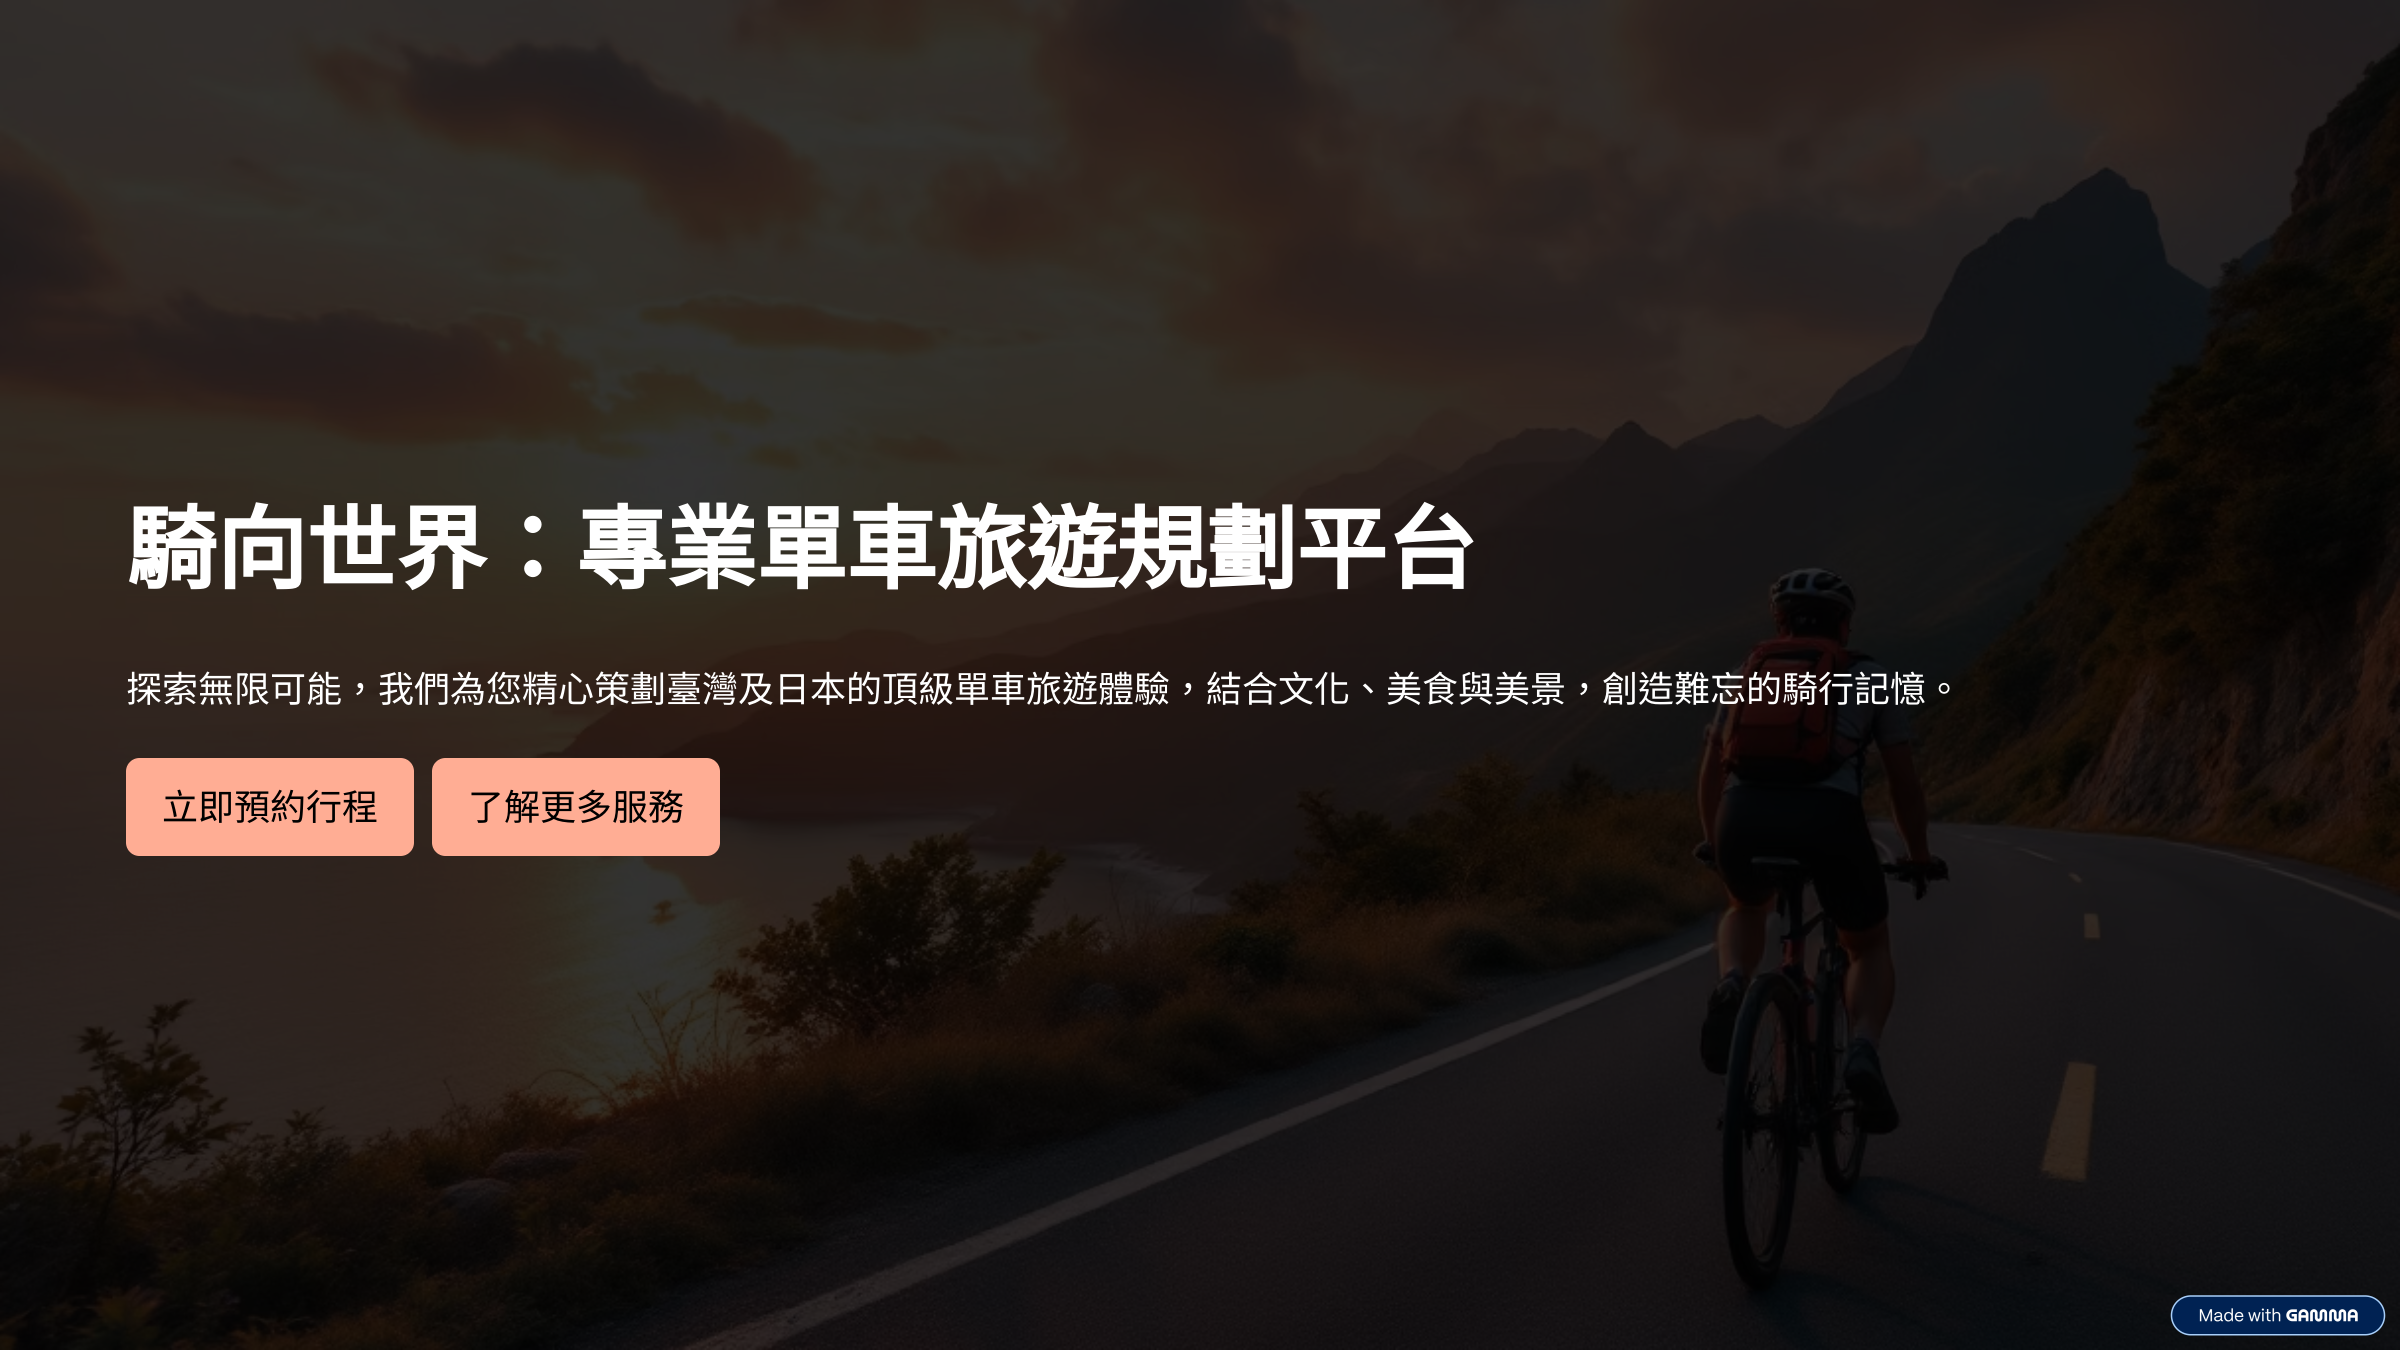 騎向世界：專業單車旅遊規劃平台
探索無限可能，我們為您精心策劃臺灣及日本的頂級單車旅遊體驗，結合文化、美食與美景，創造難忘的騎行記憶。
立即預約行程
了解更多服務
Made with GAMMA